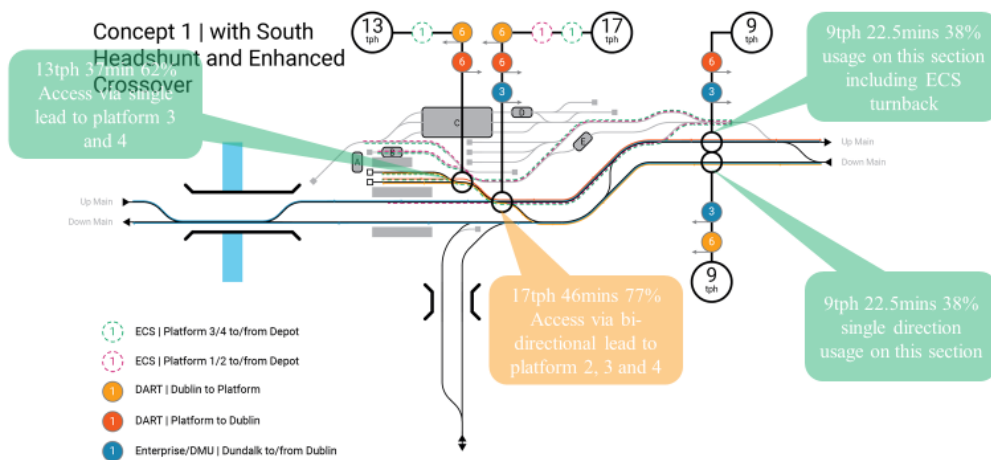 Concept 1 | with South
Headshunt and Enhanced
Crossover
13tph 37min 62%
Access via single
lead to platform 3
and 4
13
tph
1
6
6
6
1
1
17
tph
6
3
9
tph
6
3
9tph 22.5mins 38%
usage on this section
including ECS
turnback
A
B
C
D
E
Up Main
Down Main
Up Main
Down Main
3
6
9
tph
17tph 46mins 77%
Access via bi-
directional lead to
platform 2, 3 and 4
9tph 22.5mins 38%
single direction
usage on this section
1 ECS | Platform 3/4 to/from Depot
1 ECS | Platform 1/2 to/from Depot
1 DART | Dublin to Platform
1 DART | Platform to Dublin
1 Enterprise/DMU | Dundalk to/from Dublin